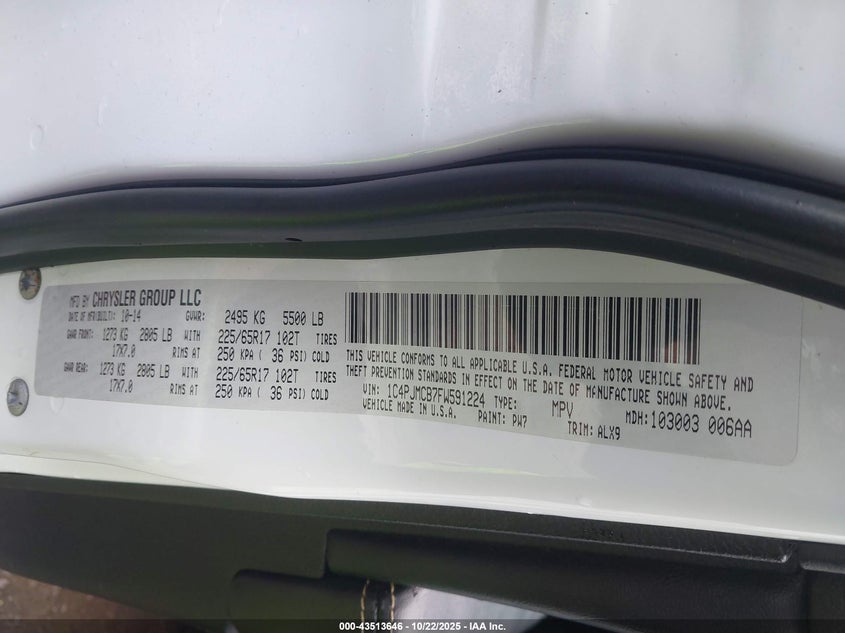 MFD BY CHRYSLER GROUP LLC
DATE OF MFR(BUILT): 10-14 GVWR: 2495 KG 5500 LB
GAWR FRONT: 1273 KG 2805 LB WITH 225/65R17 102T TIRES
17X7.0 RIMS AT 250 KPA ( 36 PSI) COLD
GAWR REAR: 1273 KG 2805 LB WITH 225/65R17 102T TIRES
17X7.0 RIMS AT 250 KPA ( 36 PSI) COLD
THIS VEHICLE CONFORMS TO ALL APPLICABLE U.S.A. FEDERAL MOTOR VEHICLE SAFETY AND
THEFT PREVENTION STANDARDS IN EFFECT ON THE DATE OF MANUFACTURE SHOWN ABOVE.
VIN: 1C4PJMCB7FW591224 TYPE: MPV MDH:103003 006AA
VEHICLE MADE IN U.S.A. PAINT: PW7 TRIM: ALX9
000-43513646 - 10/22/2025 - IAA Inc.